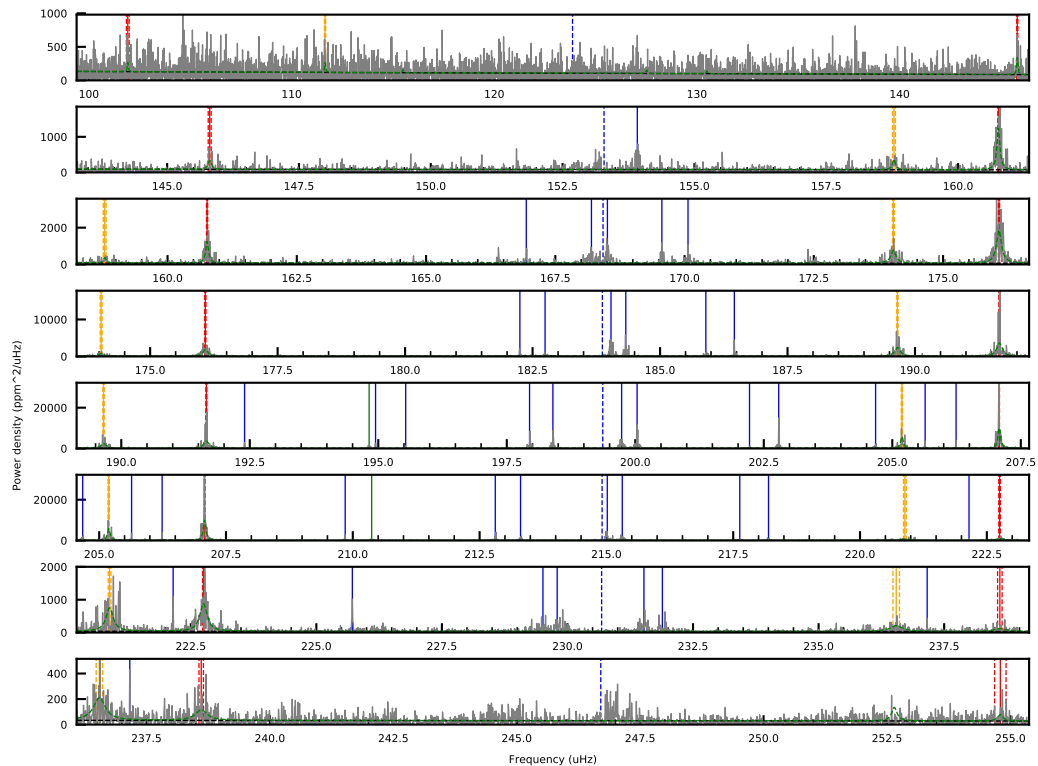 1000
500
0
100 110 120 130 140
1000
0
145.0 147.5 150.0 152.5 155.0 157.5 160.0
2000
0
160.0 162.5 165.0 167.5 170.0 172.5 175.0
10000
0
175.0 177.5 180.0 182.5 185.0 187.5 190.0
20000
0
190.0 192.5 195.0 197.5 200.0 202.5 205.0 207.5
Power density (ppm^2/uHz)
20000
0
205.0 207.5 210.0 212.5 215.0 217.5 220.0 222.5
2000
1000
0
222.5 225.0 227.5 230.0 232.5 235.0 237.5
400
200
0
237.5 240.0 242.5 245.0 247.5 250.0 252.5 255.0
Frequency (uHz)